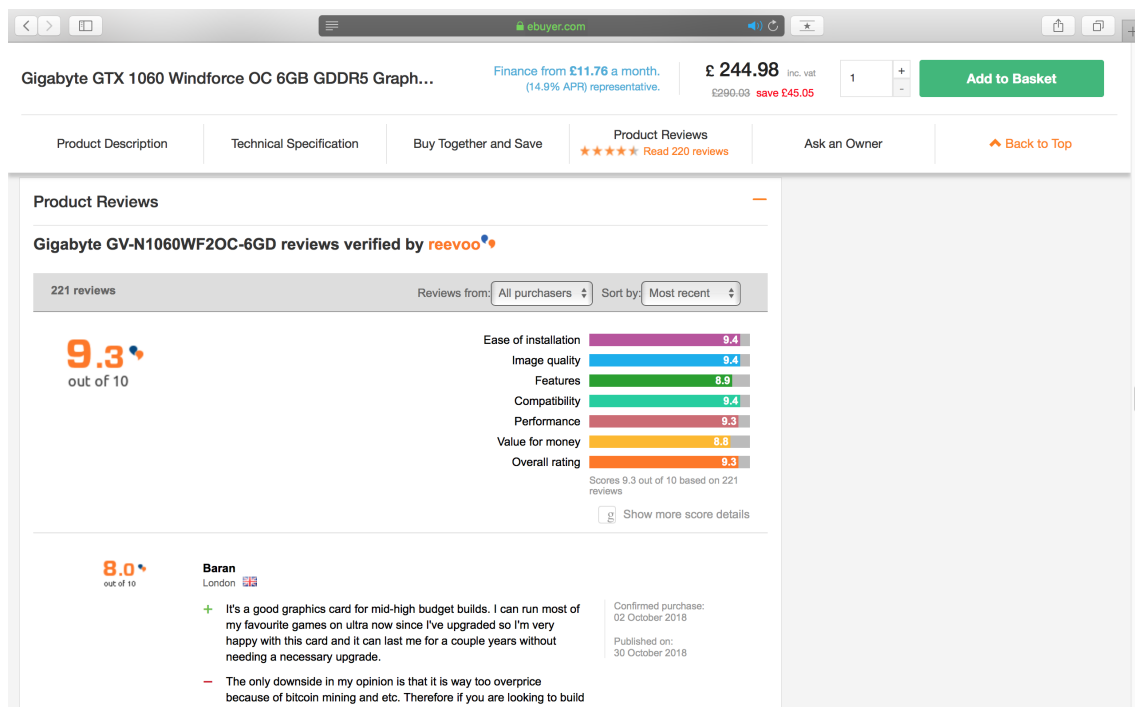 ebuyer.com
Gigabyte GTX 1060 Windforce OC 6GB GDDR5 Graph...
Finance from £11.76 a month.
(14.9% APR) representative.
£ 244.98 inc. vat
£290.03 save £45.05
1
+
-
Add to Basket
Product Description
Technical Specification
Buy Together and Save
Product Reviews
Read 220 reviews
Ask an Owner
Back to Top
Product Reviews
Gigabyte GV-N1060WF2OC-6GD reviews verified by reevoo
221 reviews
Reviews from: All purchasers
Sort by: Most recent
9.3
out of 10
Ease of installation 9.4
Image quality 9.4
Features 8.9
Compatibility 9.4
Performance 9.3
Value for money 8.8
Overall rating 9.3
Scores 9.3 out of 10 based on 221
reviews
g Show more score details
8.0
out of 10
Baran
London
+ It's a good graphics card for mid-high budget builds. I can run most of
my favourite games on ultra now since I've upgraded so I'm very
happy with this card and it can last me for a couple years without
needing a necessary upgrade.
Confirmed purchase:
02 October 2018
Published on:
30 October 2018
− The only downside in my opinion is that it is way too overprice
because of bitcoin mining and etc. Therefore if you are looking to build